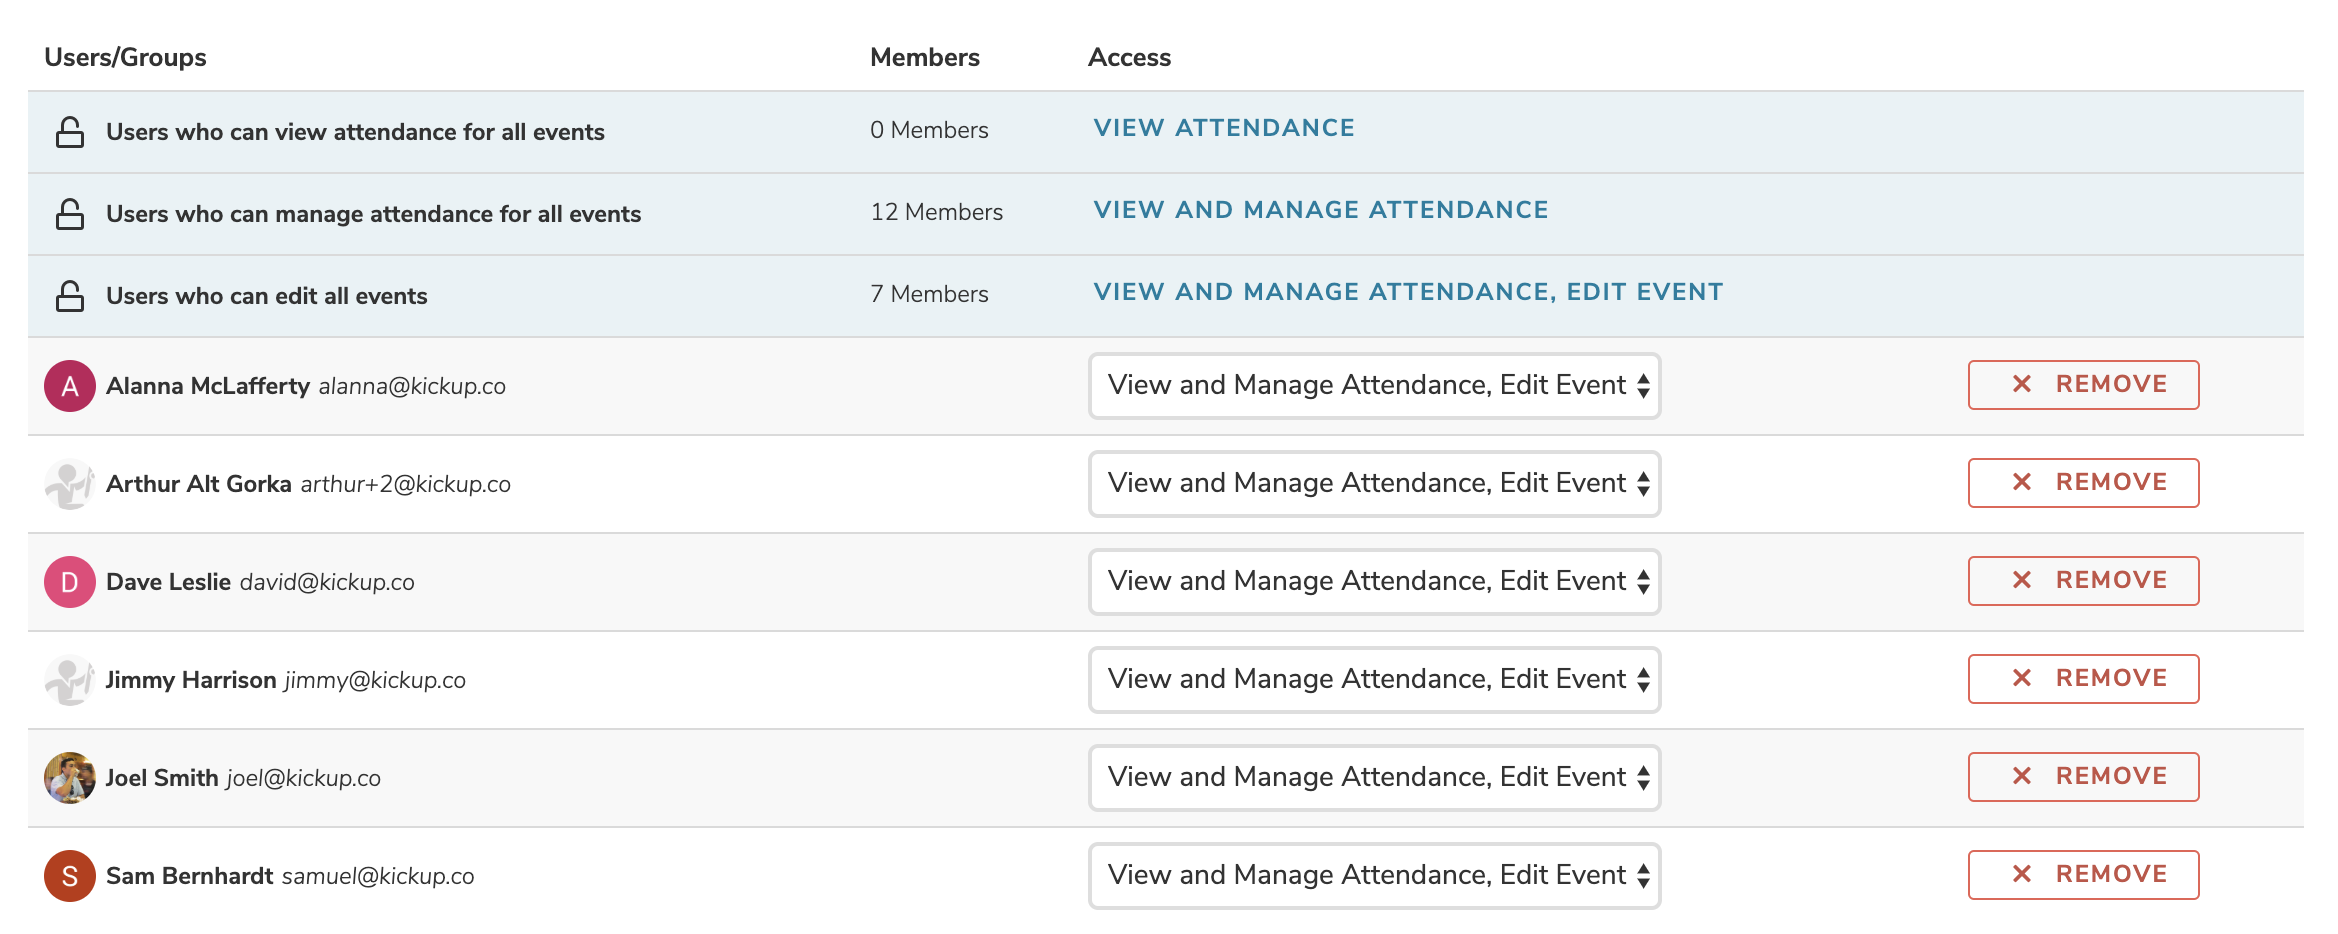 Users/Groups Members Access
Users who can view attendance for all events 0 Members VIEW ATTENDANCE
Users who can manage attendance for all events 12 Members VIEW AND MANAGE ATTENDANCE
Users who can edit all events 7 Members VIEW AND MANAGE ATTENDANCE, EDIT EVENT
A Alanna McLafferty alanna@kickup.co View and Manage Attendance, Edit Event ✕ REMOVE
Arthur Alt Gorka arthur+2@kickup.co View and Manage Attendance, Edit Event ✕ REMOVE
D Dave Leslie david@kickup.co View and Manage Attendance, Edit Event ✕ REMOVE
Jimmy Harrison jimmy@kickup.co View and Manage Attendance, Edit Event ✕ REMOVE
Joel Smith joel@kickup.co View and Manage Attendance, Edit Event ✕ REMOVE
S Sam Bernhardt samuel@kickup.co View and Manage Attendance, Edit Event ✕ REMOVE